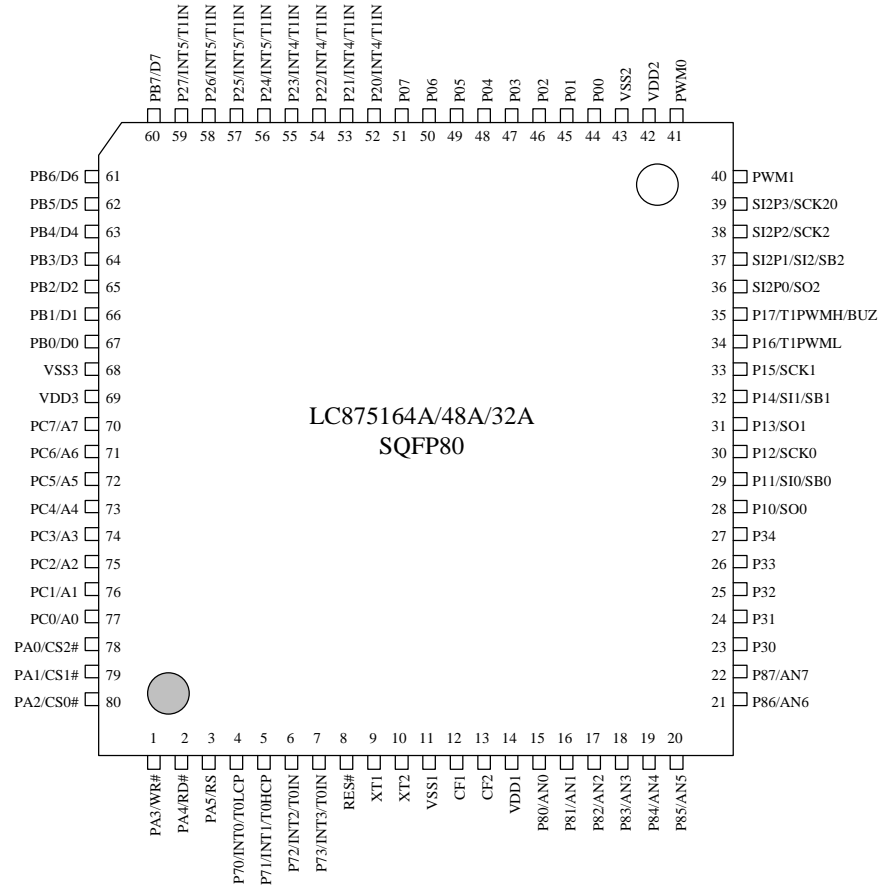 PB7/D7
P27/INT5/T1IN
P26/INT5/T1IN
P25/INT5/T1IN
P24/INT5/T1IN
P23/INT4/T1IN
P22/INT4/T1IN
P21/INT4/T1IN
P20/INT4/T1IN
P07
P06
P05
P04
P03
P02
P01
P00
VSS2
VDD2
PWM0
60 59 58 57 56 55 54 53 52 51 50 49 48 47 46 45 44 43 42 41
PB6/D6 61
PB5/D5 62
PB4/D4 63
PB3/D3 64
PB2/D2 65
PB1/D1 66
PB0/D0 67
VSS3 68
VDD3 69
PC7/A7 70
PC6/A6 71
PC5/A5 72
PC4/A4 73
PC3/A3 74
PC2/A2 75
PC1/A1 76
PC0/A0 77
PA0/CS2# 78
PA1/CS1# 79
PA2/CS0# 80
LC875164A/48A/32A
SQFP80
40 PWM1
39 SI2P3/SCK20
38 SI2P2/SCK2
37 SI2P1/SI2/SB2
36 SI2P0/SO2
35 P17/T1PWMH/BUZ
34 P16/T1PWML
33 P15/SCK1
32 P14/SI1/SB1
31 P13/SO1
30 P12/SCK0
29 P11/SI0/SB0
28 P10/SO0
27 P34
26 P33
25 P32
24 P31
23 P30
22 P87/AN7
21 P86/AN6
1 2 3 4 5 6 7 8 9 10 11 12 13 14 15 16 17 18 19 20
PA3/WR#
PA4/RD#
PA5/RS
P70/INT0/T0LCP
P71/INT1/T0HCP
P72/INT2/T0IN
P73/INT3/T0IN
RES#
XT1
XT2
VSS1
CF1
CF2
VDD1
P80/AN0
P81/AN1
P82/AN2
P83/AN3
P84/AN4
P85/AN5